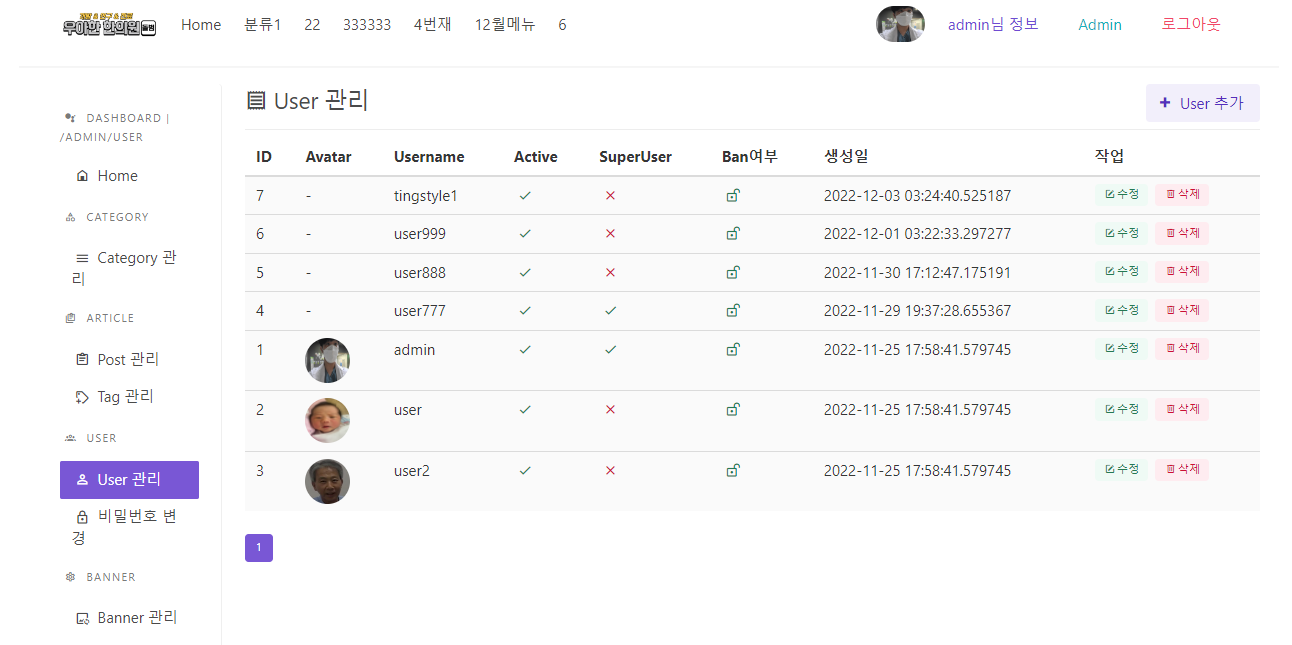 우아한 한의원
Home 분류1 22 333333 4번재 12월메뉴 6 admin님 정보 Admin 로그아웃
DASHBOARD |
/ADMIN/USER
Home
CATEGORY
Category 관
리
ARTICLE
Post 관리
Tag 관리
USER
User 관리
비밀번호 변
경
BANNER
Banner 관리
User 관리
+ User 추가
ID Avatar Username Active SuperUser Ban여부 생성일 작업
7 - tingstyle1 2022-12-03 03:24:40.525187 수정 삭제
6 - user999 2022-12-01 03:22:33.297277 수정 삭제
5 - user888 2022-11-30 17:12:47.175191 수정 삭제
4 - user777 2022-11-29 19:37:28.655367 수정 삭제
1 admin 2022-11-25 17:58:41.579745 수정 삭제
2 user 2022-11-25 17:58:41.579745 수정 삭제
3 user2 2022-11-25 17:58:41.579745 수정 삭제
1